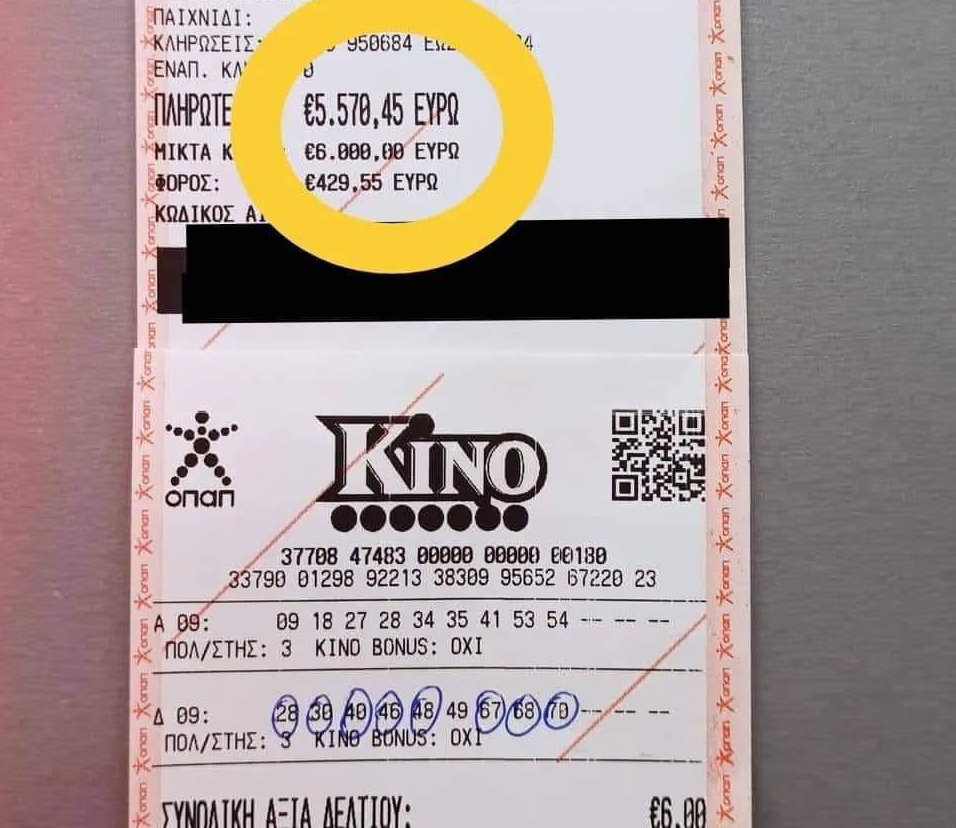 ΠΑΙΧΝΙΔΙ:
ΚΛΗΡΩΣΕΙΣ: 950684
ΕΝΑΠ.
€5.570,45 ΕΥΡΩ
ΜΙΚΤΑ €6.000,00 ΕΥΡΩ
ΦΟΡΟΣ: €429,55 ΕΥΡΩ
ΚΩΔΙΚΟΣ
οπαπ
KINO
37708 47483 00000 00000 00180
33790 01298 92213 38309 95652 67220 23
Α 09: 09 18 27 28 34 35 41 53 54 -- -- --
ΠΟΛ/ΣΤΗΣ: 3 KINO BONUS: ΟΧΙ
Δ 09: 28 30 40 46 48 49 67 68 70 -- -- --
ΠΟΛ/ΣΤΗΣ: 3 KINO BONUS: ΟΧΙ
ΣΥΝΟΛΙΚΗ ΑΞΙΑ ΔΕΛΤΙΟΥ: €6.00